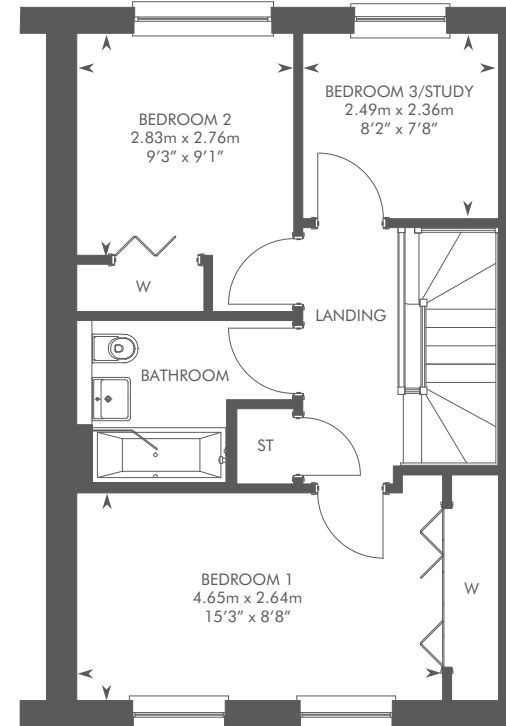 BEDROOM 2
2.83m x 2.76m
9’3” x 9’1”
BEDROOM 3/STUDY
2.49m x 2.36m
8’2” x 7’8”
W
LANDING
D
BATHROOM
ST
BEDROOM 1
4.65m x 2.64m
15’3” x 8’8”
W